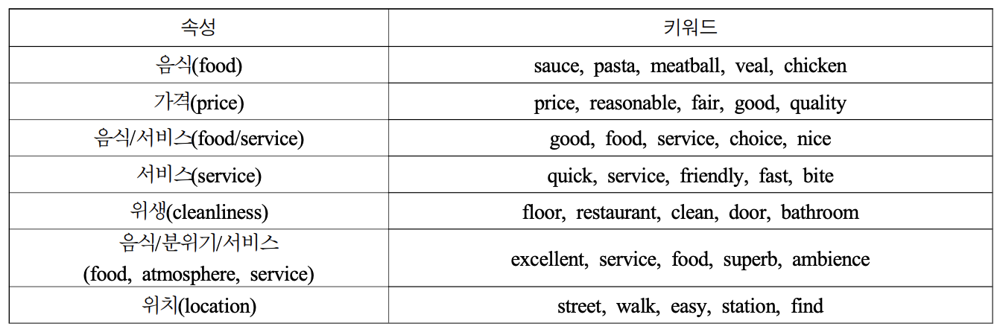 속성 키워드
음식(food) sauce, pasta, meatball, veal, chicken
가격(price) price, reasonable, fair, good, quality
음식/서비스(food/service) good, food, service, choice, nice
서비스(service) quick, service, friendly, fast, bite
위생(cleanliness) floor, restaurant, clean, door, bathroom
음식/분위기/서비스
(food, atmosphere, service) excellent, service, food, superb, ambience
위치(location) street, walk, easy, station, find